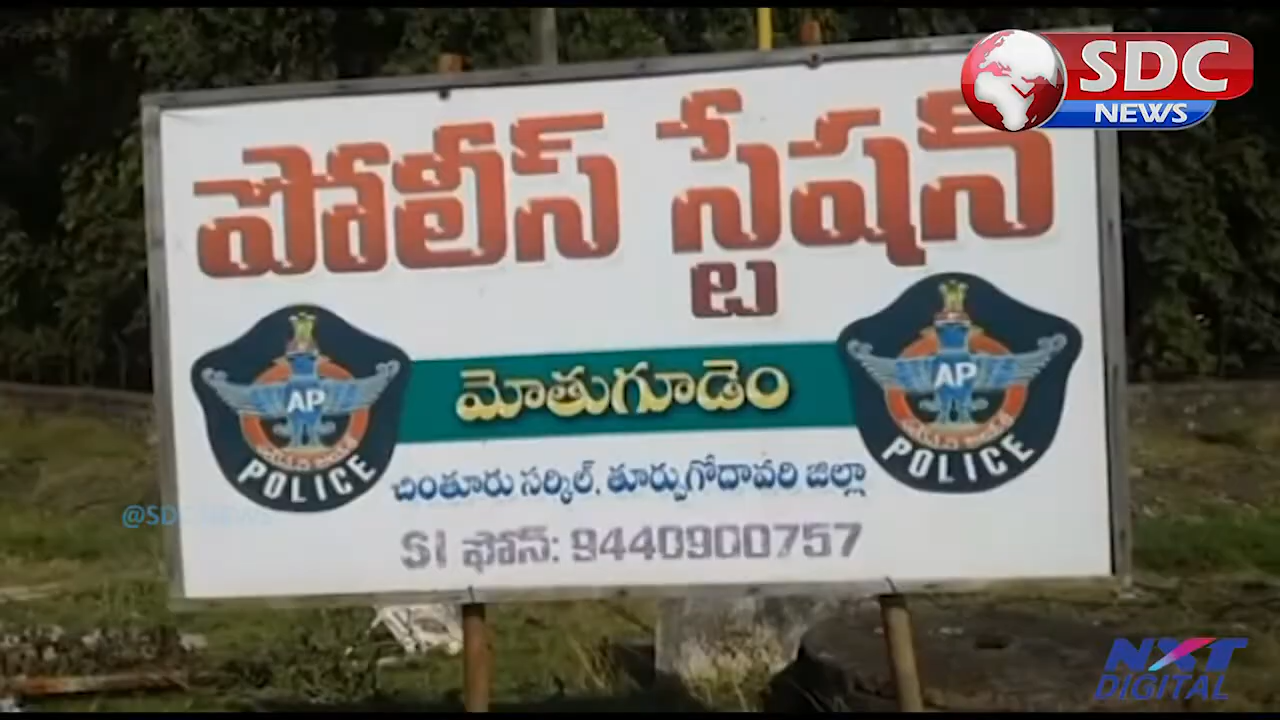 SDC
NEWS
పోలీస్ స్టేషన్
AP
POLICE
మోతుగూడెం
AP
POLICE
చింతూరు సర్కిల్. తూర్పుగోదావరి జిల్లా
@SDC NEWS
SI ఫోన్: 9440900757
NXT
DIGITAL